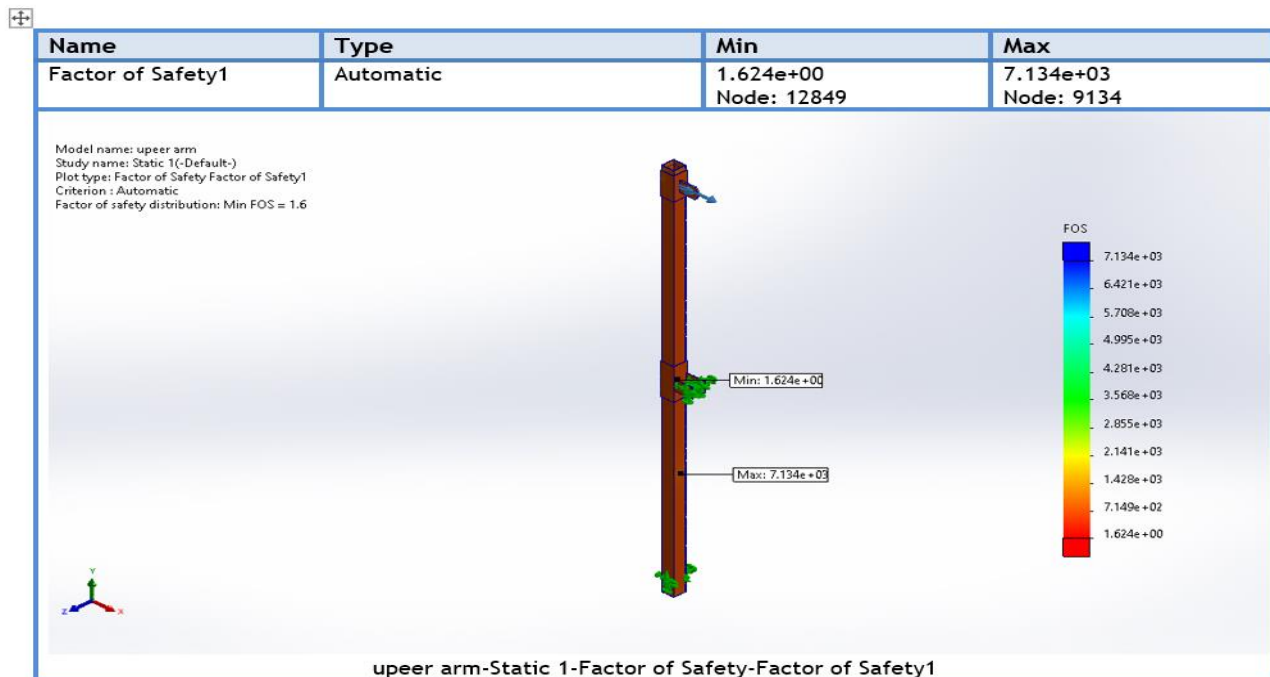 Name Type Min Max
Factor of Safety1 Automatic 1.624e+00 7.134e+03
Node: 12849 Node: 9134
Model name: upeer arm
Study name: Static 1(-Default-)
Plot type: Factor of Safety Factor of Safety1
Criterion : Automatic
Factor of safety distribution: Min FOS = 1.6
FOS
7.134e+03
6.421e+03
5.708e+03
4.995e+03
4.281e+03
3.568e+03
2.855e+03
2.141e+03
1.428e+03
7.149e+02
1.624e+00
Min: 1.624e+00
Max: 7.134e+03
Y
Z X
upeer arm-Static 1-Factor of Safety-Factor of Safety1